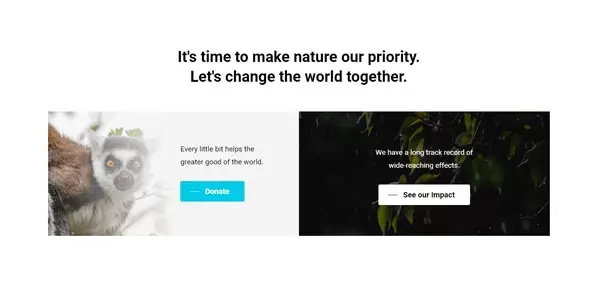 It's time to make nature our priority.
Let's change the world together.
Every little bit helps the
greater good of the world.
Donate
We have a long track record of
wide-reaching effects.
See our Impact